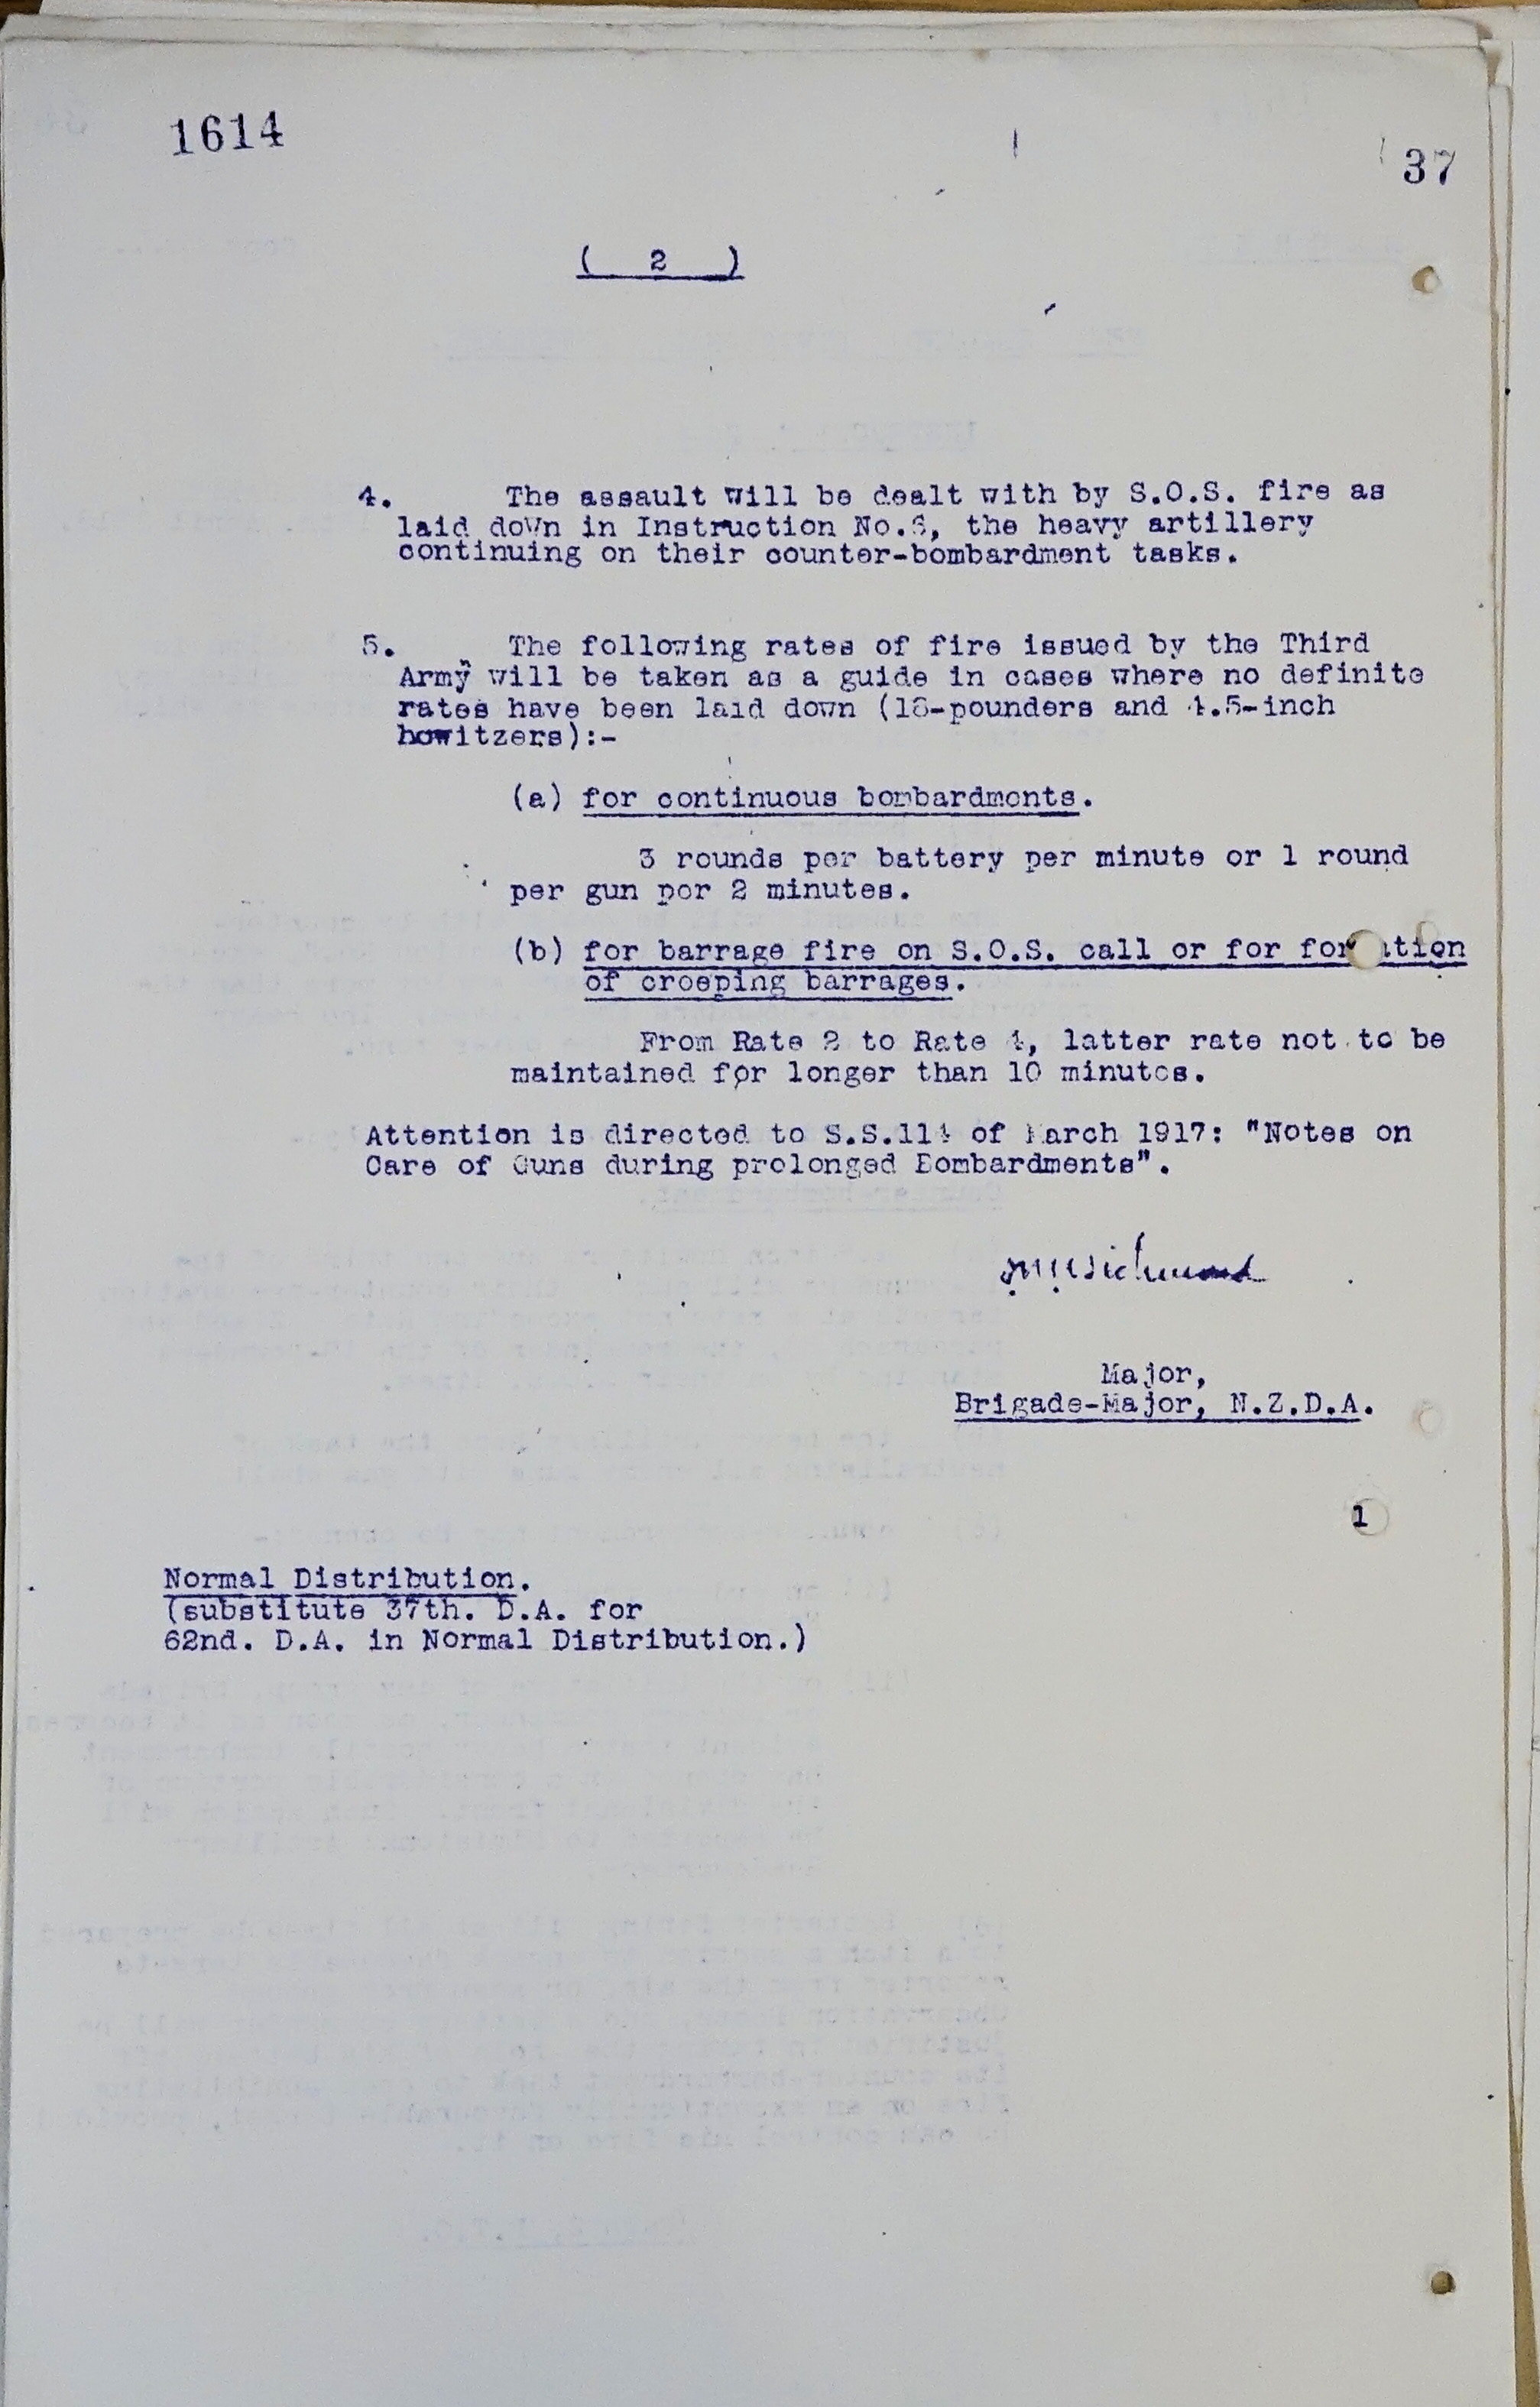 1614
37
( 2 )
4. The assault will be dealt with by S.O.S. fire as
laid down in Instruction No.6, the heavy artillery
continuing on their counter-bombardment tasks.
5. The following rates of fire issued by the Third
Army will be taken as a guide in cases where no definite
rates have been laid down (18-pounders and 4.5-inch
howitzers):-
(a) for continuous bombardments.
3 rounds per battery per minute or 1 round
per gun per 2 minutes.
(b) for barrage fire on S.O.S. call or for formation
of creeping barrages.
From Rate 2 to Rate 4, latter rate not to be
maintained for longer than 10 minutes.
Attention is directed to S.S.114 of March 1917: "Notes on
Care of Guns during prolonged Bombardments".
Major,
Brigade-Major, N.Z.D.A.
1
Normal Distribution.
(substitute 37th. D.A. for
62nd. D.A. in Normal Distribution.)